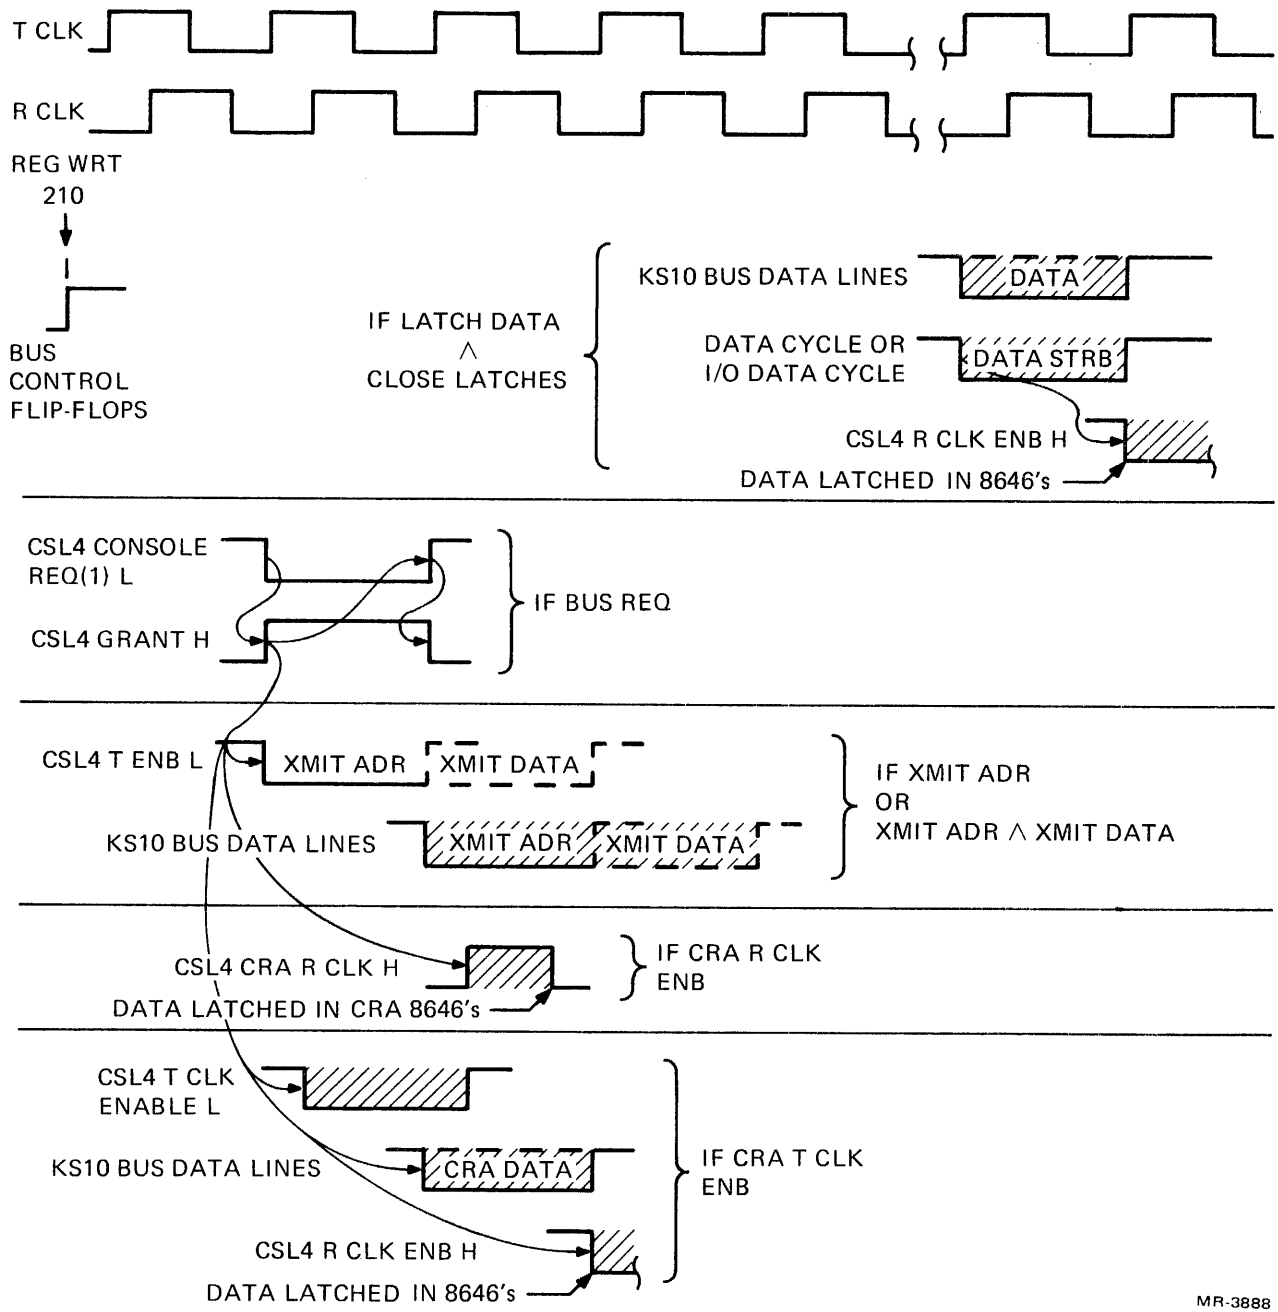 T CLK
R CLK
REG WRT
210
BUS
CONTROL
FLIP-FLOPS
IF LATCH DATA
∧
CLOSE LATCHES
KS10 BUS DATA LINES
DATA
DATA CYCLE OR
I/O DATA CYCLE
DATA STRB
CSL4 R CLK ENB H
DATA LATCHED IN 8646's
CSL4 CONSOLE
REQ(1) L
CSL4 GRANT H
IF BUS REQ
CSL4 T ENB L
XMIT ADR
XMIT DATA
KS10 BUS DATA LINES
XMIT ADR
XMIT DATA
IF XMIT ADR
OR
XMIT ADR ∧ XMIT DATA
CSL4 CRA R CLK H
DATA LATCHED IN CRA 8646's
IF CRA R CLK
ENB
CSL4 T CLK
ENABLE L
KS10 BUS DATA LINES
CRA DATA
CSL4 R CLK ENB H
DATA LATCHED IN 8646's
IF CRA T CLK
ENB
MR-3888